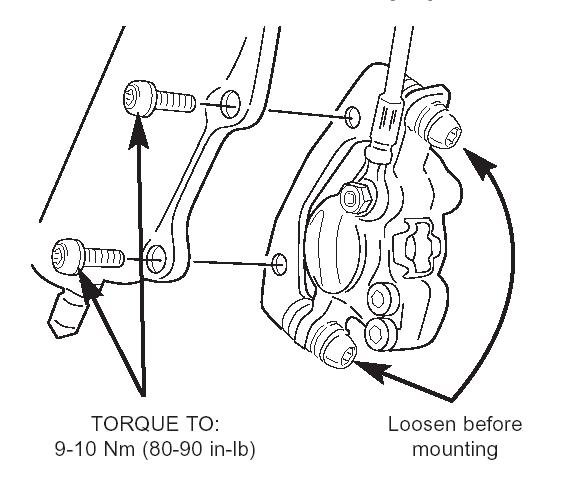 TORQUE TO:
9-10 Nm (80-90 in-lb)
Loosen before
mounting